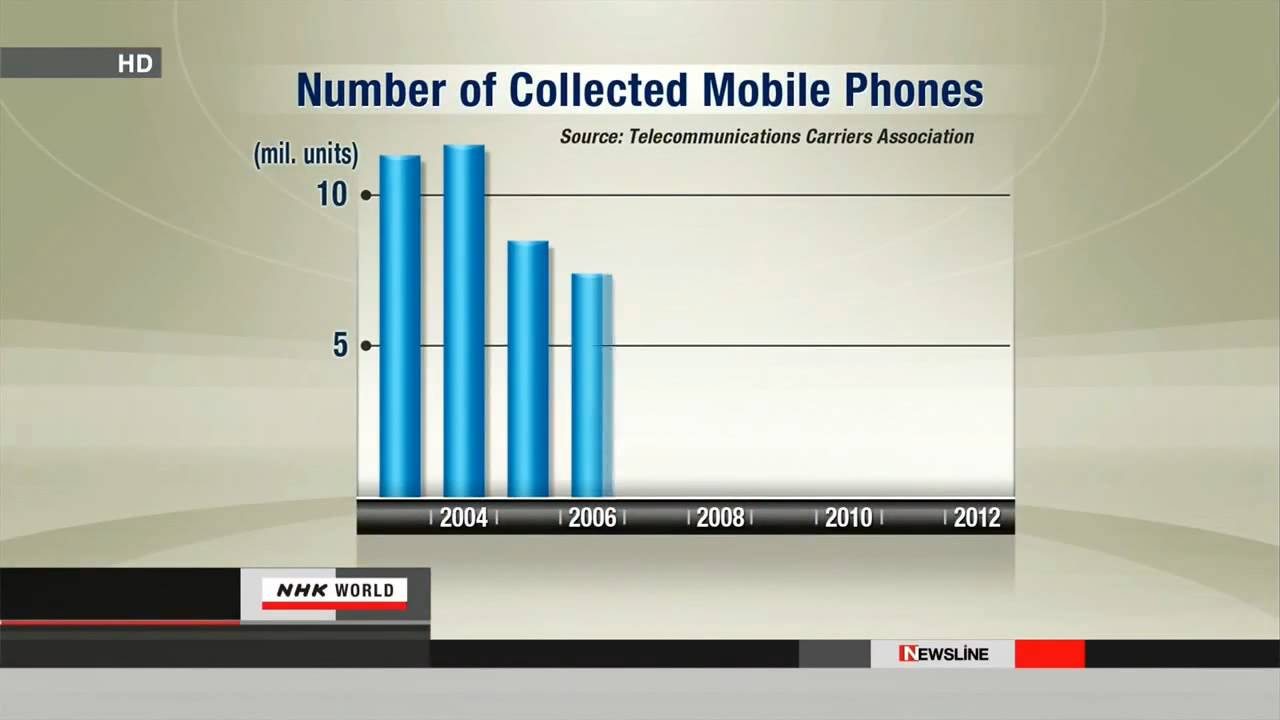 HD
Number of Collected Mobile Phones
Source: Telecommunications Carriers Association
(mil. units)
10
5
2004 2006 2008 2010 2012
NHK WORLD
NEWSLINE